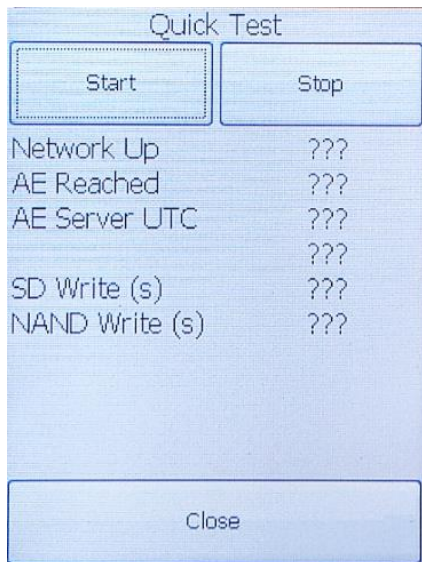 Quick Test
Start Stop
Network Up ???
AE Reached ???
AE Server UTC ???
???
SD Write (s) ???
NAND Write (s) ???
Close